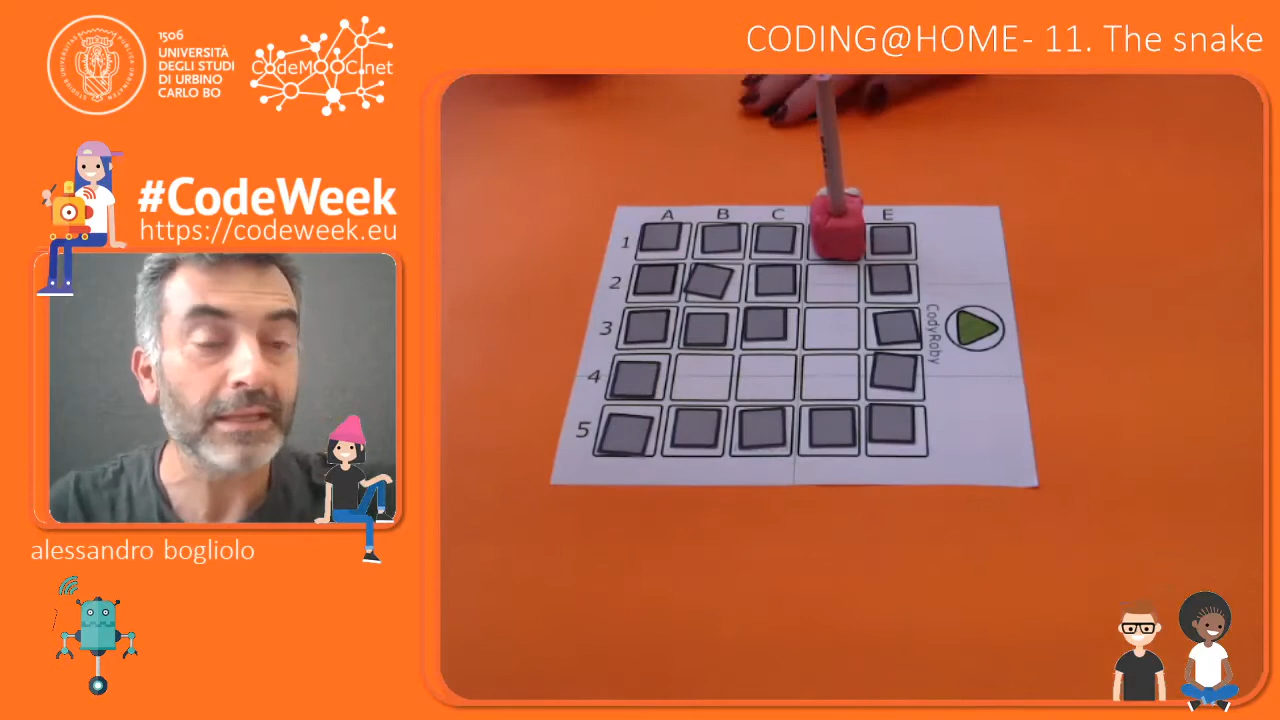 1506
UNIVERSITÀ
DEGLI STUDI
DI URBINO
CARLO BO
CodeMOOC.net
CODING@HOME- 11. The snake
#CodeWeek
https://codeweek.eu
alessandro bogliolo
A B C E
1
2
3
4
5
CodyRoby